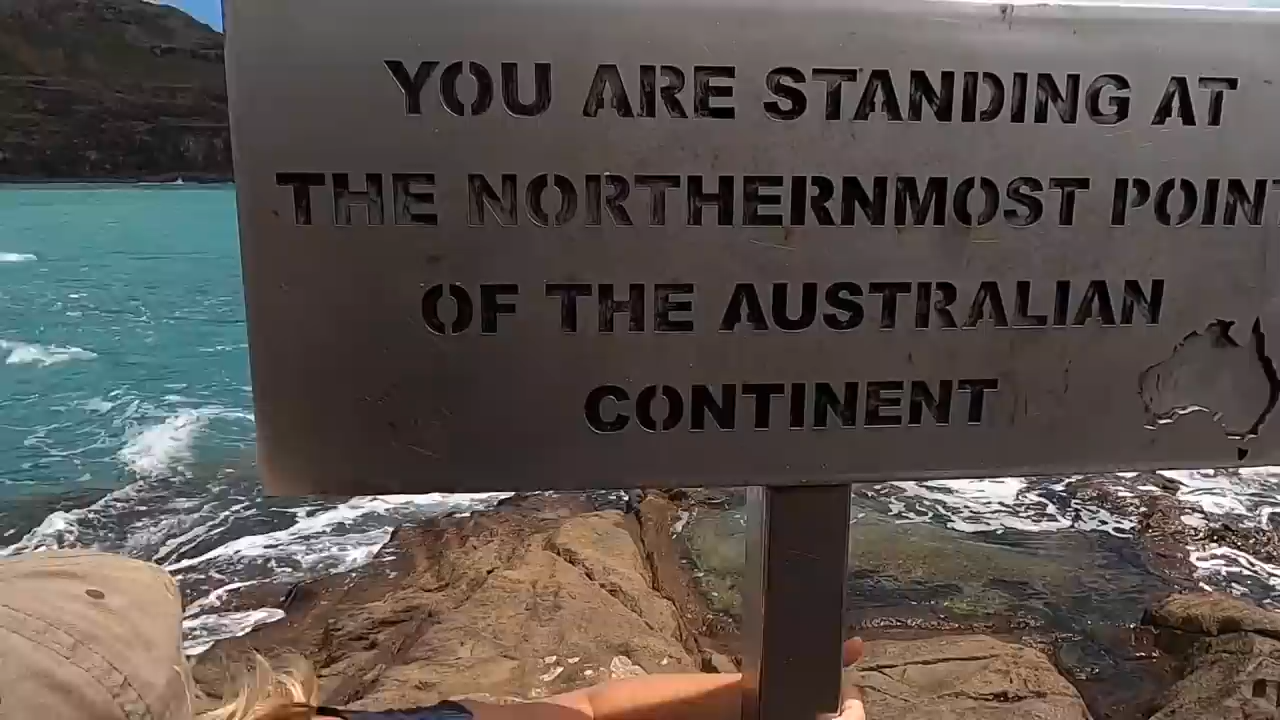 YOU ARE STANDING AT
THE NORTHERNMOST POINT
OF THE AUSTRALIAN
CONTINENT